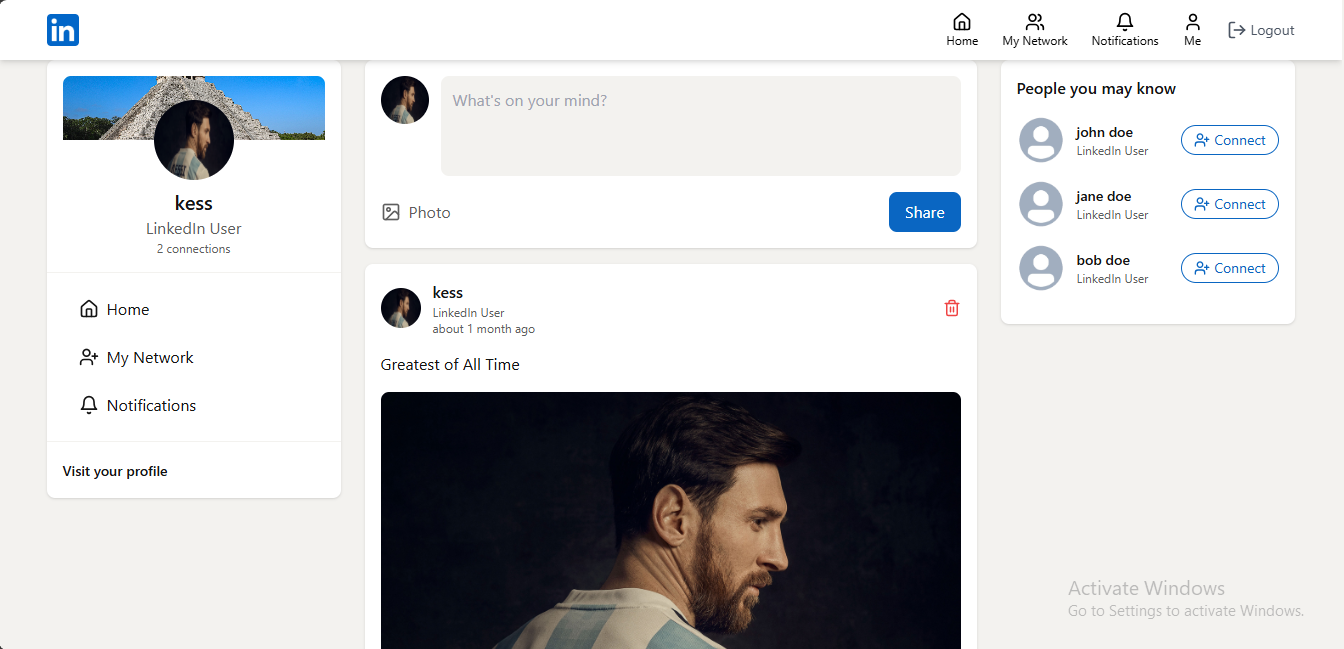 in
Home
My Network
Notifications
Me
Logout
kess
LinkedIn User
2 connections
Home
My Network
Notifications
Visit your profile
What's on your mind?
Photo
Share
kess
LinkedIn User
about 1 month ago
Greatest of All Time
People you may know
john doe
LinkedIn User
Connect
jane doe
LinkedIn User
Connect
bob doe
LinkedIn User
Connect
Activate Windows
Go to Settings to activate Windows.